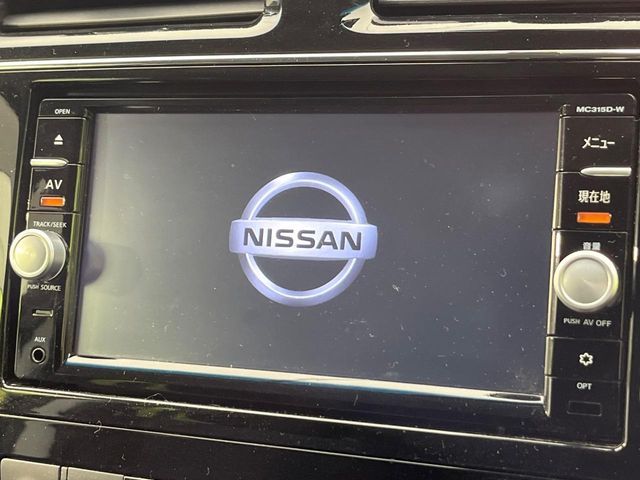 OPEN
MC315D-W
メニュー
AV
現在地
TRACK/SEEK
音量
NISSAN
PUSH SOURCE
PUSH AV OFF
AUX
OPT